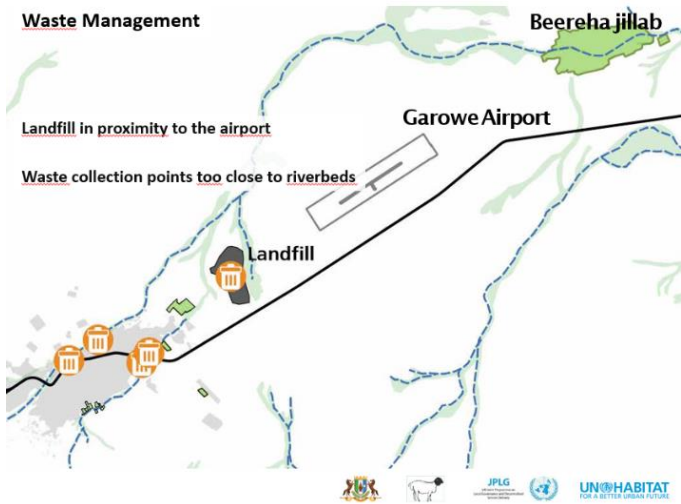 Waste Management
Beereha jillab
Landfill in proximity to the airport
Garowe Airport
Waste collection points too close to riverbeds
Landfill
JPLG
UN HABITAT
FOR A BETTER URBAN FUTURE